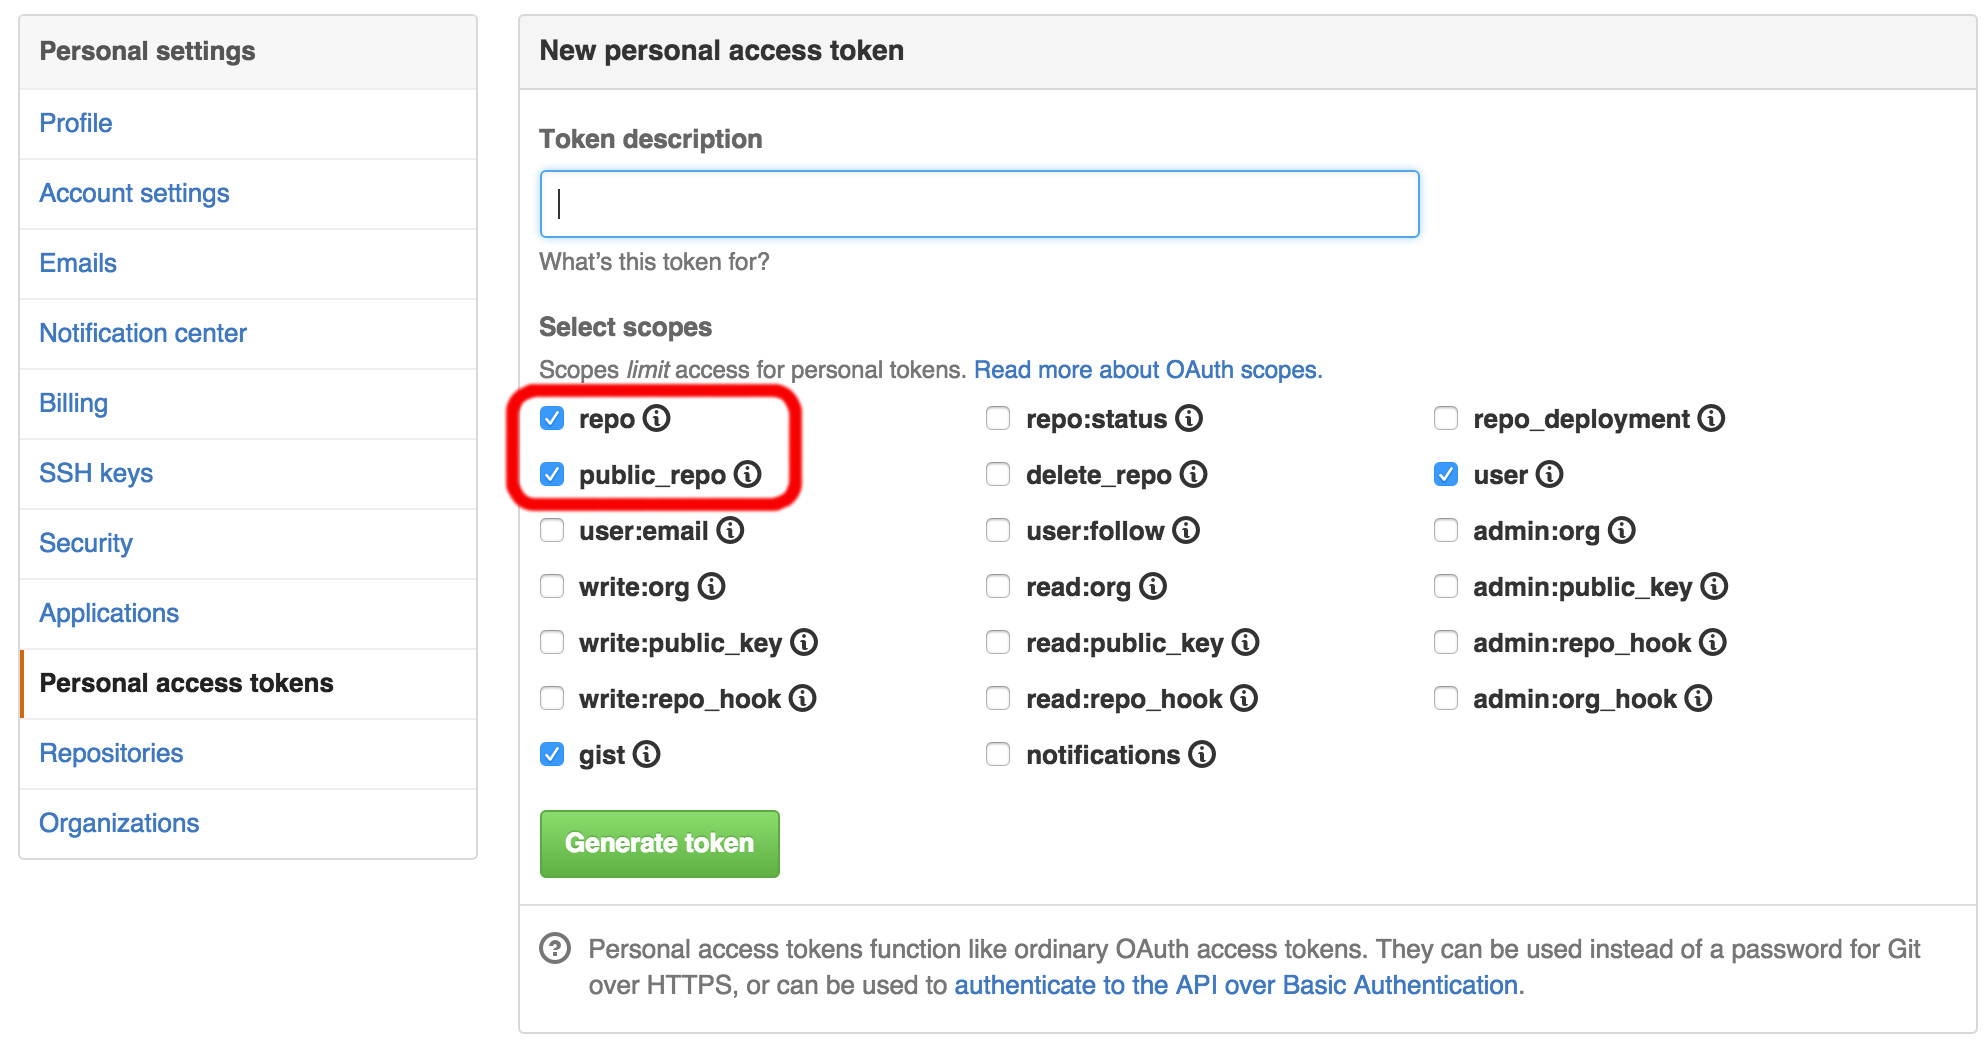 Personal settings
Profile
Account settings
Emails
Notification center
Billing
SSH keys
Security
Applications
Personal access tokens
Repositories
Organizations
New personal access token
Token description
What's this token for?
Select scopes
Scopes limit access for personal tokens. Read more about OAuth scopes.
repo repo:status repo_deployment
public_repo delete_repo user
user:email user:follow admin:org
write:org read:org admin:public_key
write:public_key read:public_key admin:repo_hook
write:repo_hook read:repo_hook admin:org_hook
gist notifications
Generate token
Personal access tokens function like ordinary OAuth access tokens. They can be used instead of a password for Git
over HTTPS, or can be used to authenticate to the API over Basic Authentication.